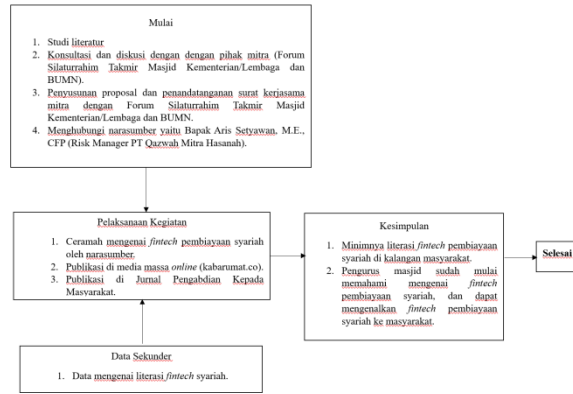 Mulai
1. Studi literatur
2. Konsultasi dan diskusi dengan dengan pihak mitra (Forum
Silaturrahim Takmir Masjid Kementerian/Lembaga dan
BUMN).
3. Penyusunan proposal dan penandatanganan surat kerjasama
mitra dengan Forum Silaturrahim Takmir Masjid
Kementerian/Lembaga dan BUMN.
4. Menghubungi narasumber yaitu Bapak Aris Setyawan, M.E.,
CFP (Risk Manager PT Qazwah Mitra Hasanah).
Pelaksanaan Kegiatan
1. Ceramah mengenai fintech pembiayaan syariah
oleh narasumber.
2. Publikasi di media massa online (kabarumat.co).
3. Publikasi di Jurnal Pengabdian Kepada
Masyarakat.
Kesimpulan
1. Minimnya literasi fintech pembiayaan
syariah di kalangan masyarakat.
2. Pengurus masjid sudah mulai
memahami mengenai fintech
pembiayaan syariah, dan dapat
mengenalkan fintech pembiayaan
syariah ke masyarakat.
Selesai
Data Sekunder
1. Data mengenai literasi fintech syariah.